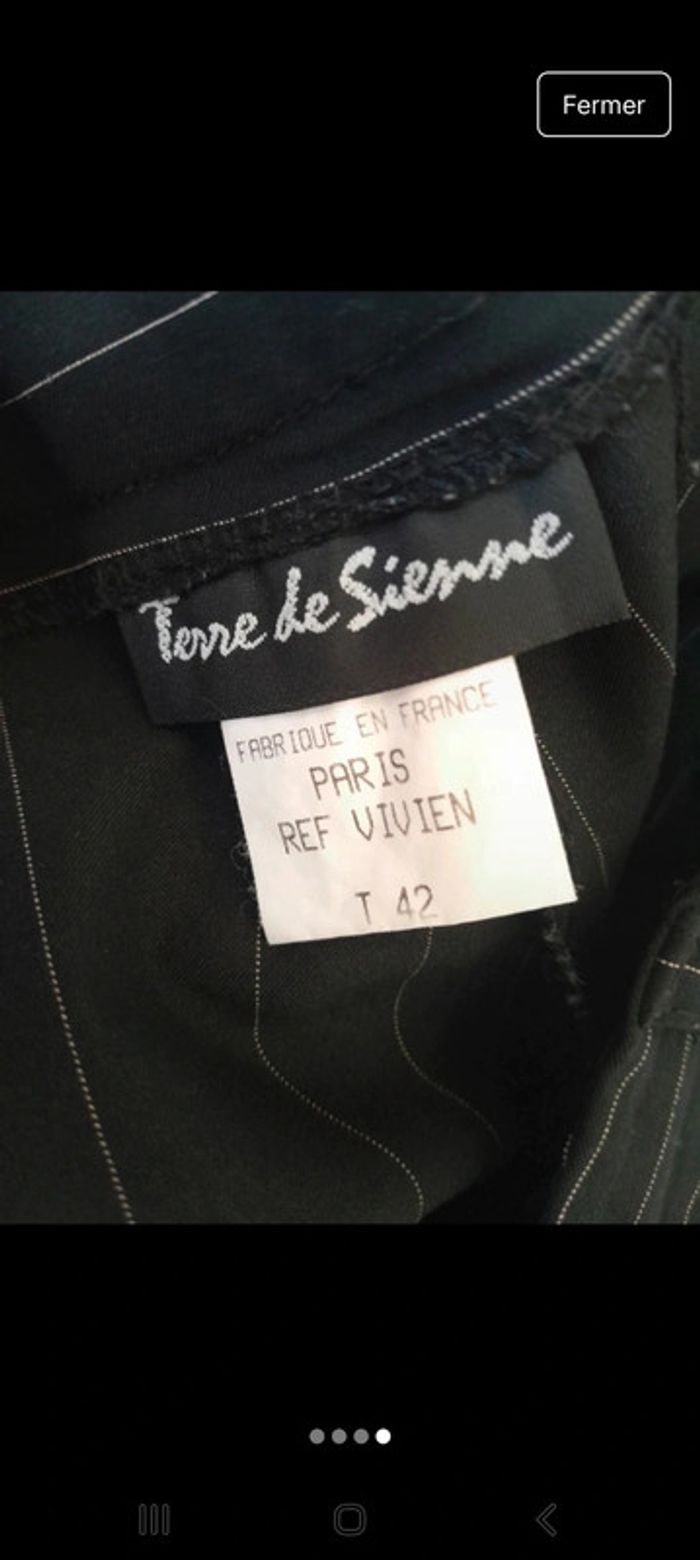 Fermer
Terre de Sienne
FABRIQUE EN FRANCE
PARIS
REF VIVIEN
T 42